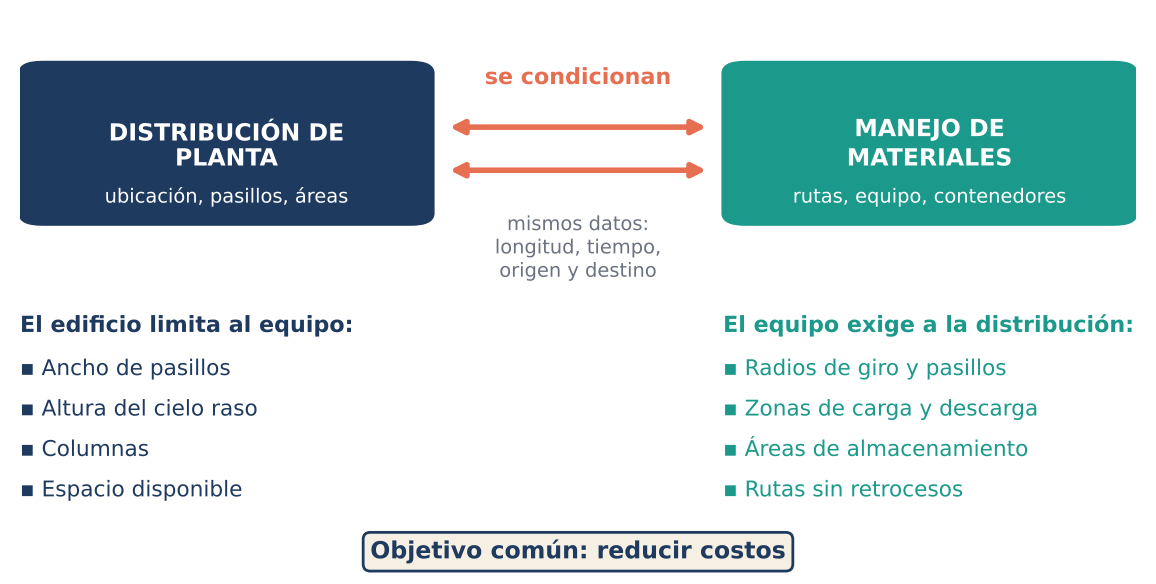 DISTRIBUCIÓN DE
PLANTA
ubicación, pasillos, áreas
se condicionan
mismos datos:
longitud, tiempo,
origen y destino
MANEJO DE
MATERIALES
rutas, equipo, contenedores
El edificio limita al equipo:
▪ Ancho de pasillos
▪ Altura del cielo raso
▪ Columnas
▪ Espacio disponible
El equipo exige a la distribución:
▪ Radios de giro y pasillos
▪ Zonas de carga y descarga
▪ Áreas de almacenamiento
▪ Rutas sin retrocesos
Objetivo común: reducir costos